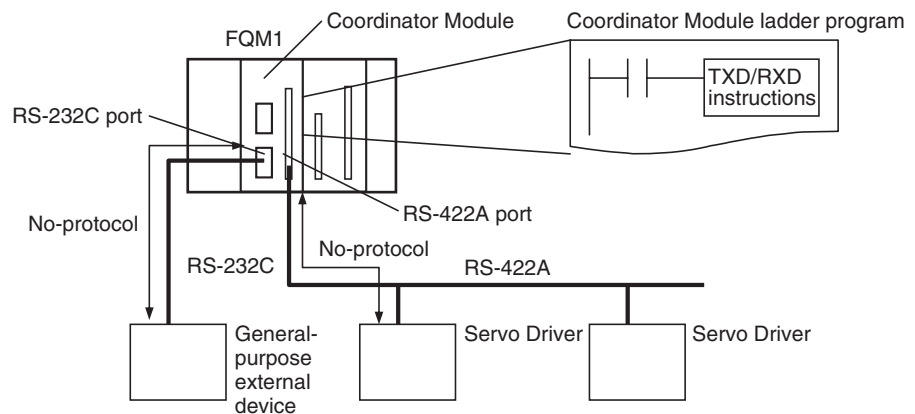 Coordinator Module
Coordinator Module ladder program
FQM1
TXD/RXD
instructions
RS-232C port
RS-422A port
No-protocol
No-protocol
RS-232C
RS-422A
General-
purpose
external
device
Servo Driver
Servo Driver